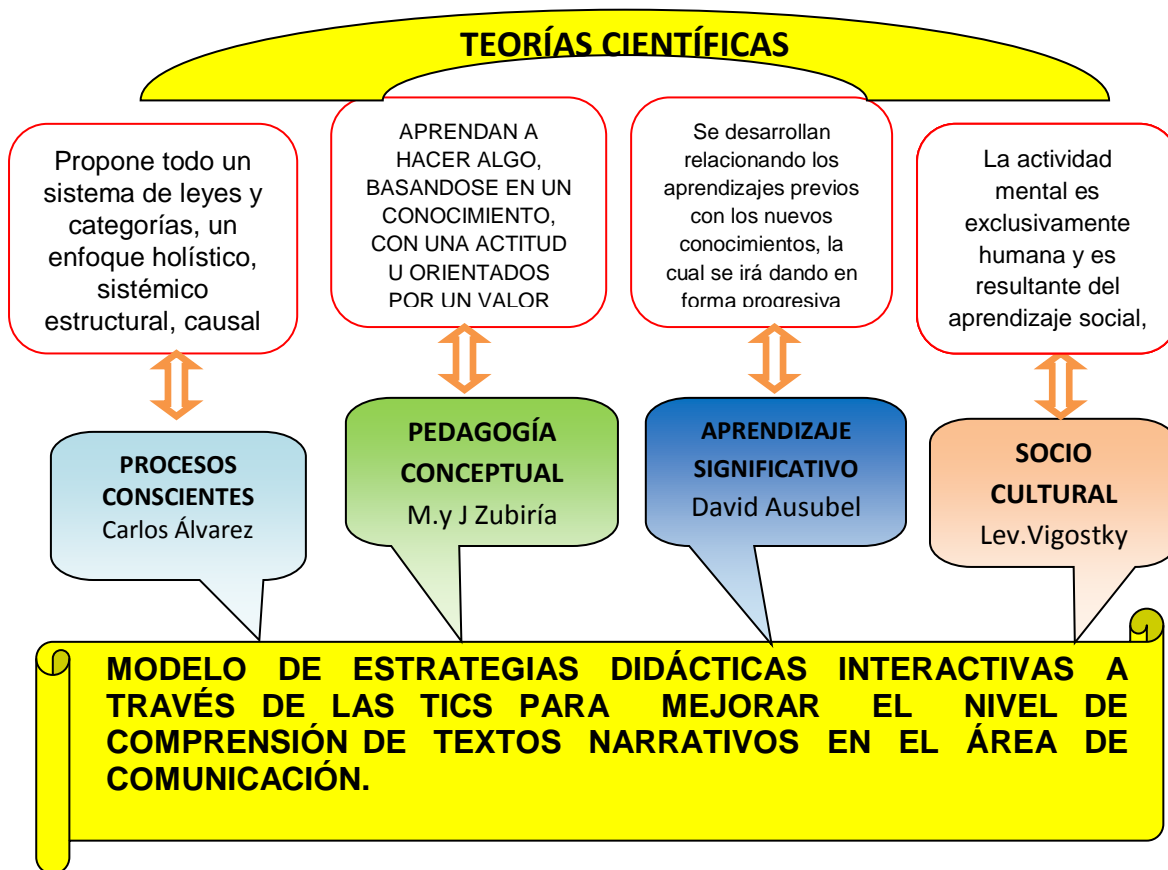 TEORÍAS CIENTÍFICAS
Propone todo un
sistema de leyes y
categorías, un
enfoque holístico,
sistémico
estructural, causal
APRENDAN A
HACER ALGO,
BASANDOSE EN UN
CONOCIMIENTO,
CON UNA ACTITUD
U ORIENTADOS
POR UN VALOR
Se desarrollan
relacionando los
aprendizajes previos
con los nuevos
conocimientos, la
cual se irá dando en
forma progresiva
La actividad
mental es
exclusivamente
humana y es
resultante del
aprendizaje social,
PROCESOS
CONSCIENTES
Carlos Álvarez
PEDAGOGÍA
CONCEPTUAL
M.y J Zubiría
APRENDIZAJE
SIGNIFICATIVO
David Ausubel
SOCIO
CULTURAL
Lev.Vigostky
MODELO DE ESTRATEGIAS DIDÁCTICAS INTERACTIVAS A
TRAVÉS DE LAS TICS PARA MEJORAR EL NIVEL DE
COMPRENSIÓN DE TEXTOS NARRATIVOS EN EL ÁREA DE
COMUNICACIÓN.